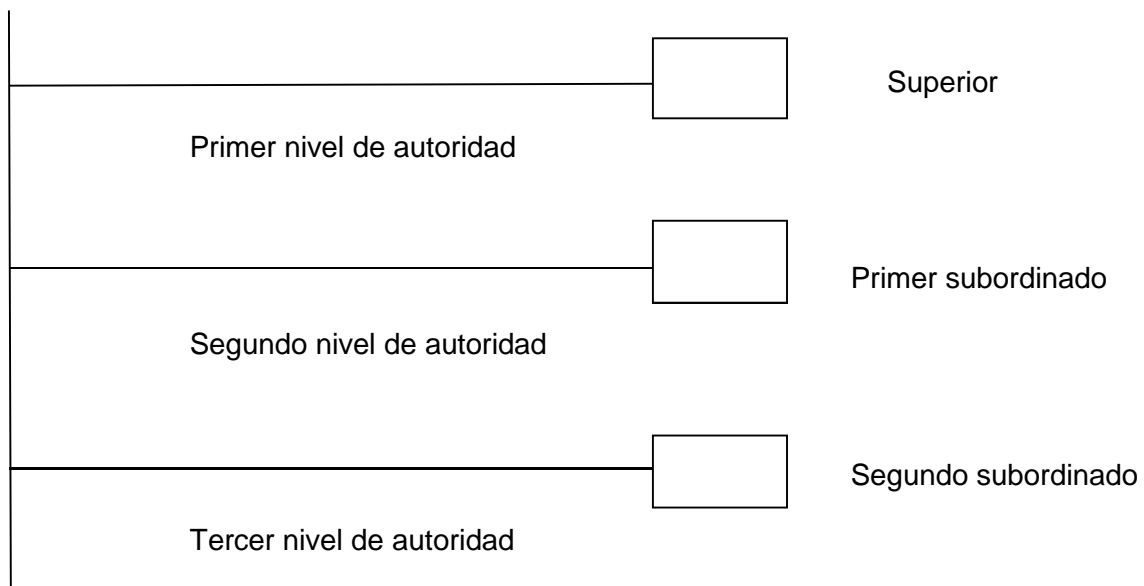 Superior
Primer nivel de autoridad
Primer subordinado
Segundo nivel de autoridad
Segundo subordinado
Tercer nivel de autoridad